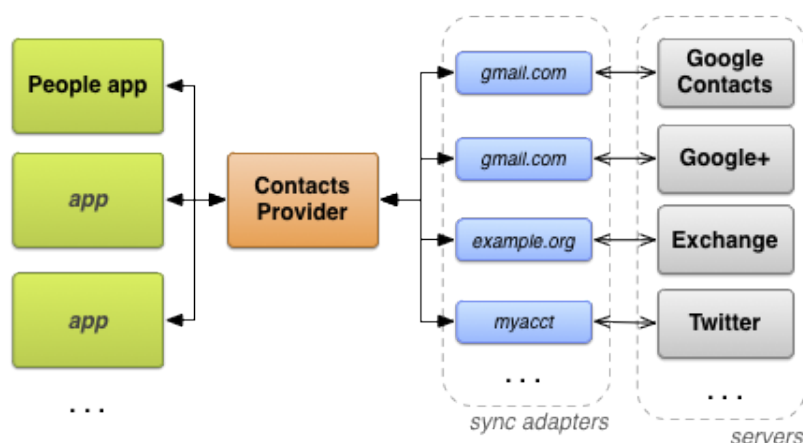 People app
app
app
. . .
Contacts
Provider
gmail.com
gmail.com
example.org
myacct
. . .
sync adapters
Google
Contacts
Google+
Exchange
Twitter
. . .
servers